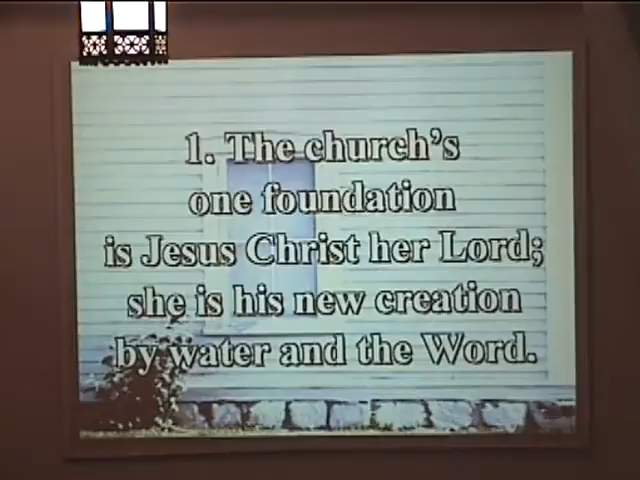 1. The church's
one foundation
is Jesus Christ her Lord;
she is his new creation
by water and the Word.